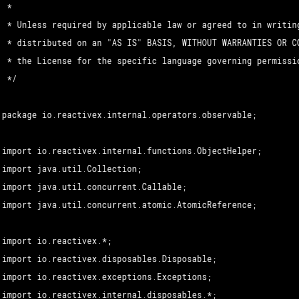 *
* Unless required by applicable law or agreed to in writing
* distributed on an "AS IS" BASIS, WITHOUT WARRANTIES OR CO
* the License for the specific language governing permissio
*/
package io.reactivex.internal.operators.observable;
import io.reactivex.internal.functions.ObjectHelper;
import java.util.Collection;
import java.util.concurrent.Callable;
import java.util.concurrent.atomic.AtomicReference;
import io.reactivex.*;
import io.reactivex.disposables.Disposable;
import io.reactivex.exceptions.Exceptions;
import io.reactivex.internal.disposables.*;